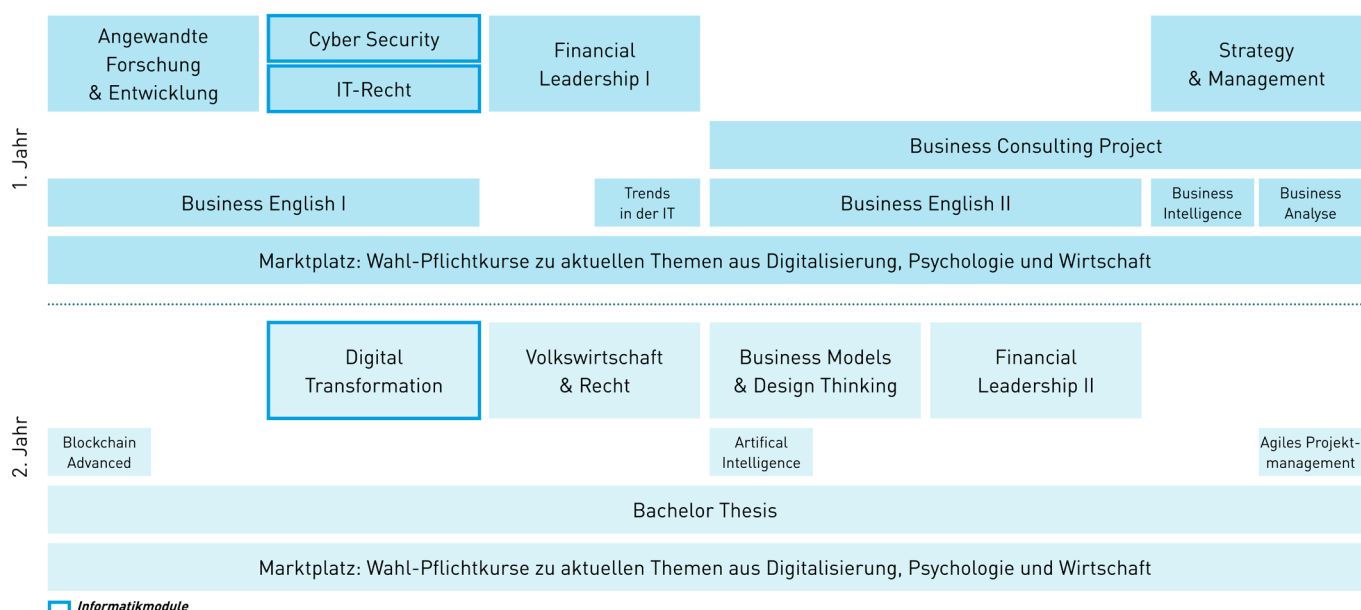 1. Jahr
Angewandte
Forschung
& Entwicklung
Cyber Security
IT-Recht
Financial
Leadership I
Strategy
& Management
Business Consulting Project
Business English I
Trends
in der IT
Business English II
Business
Intelligence
Business
Analyse
Marktplatz: Wahl-Pflichtkurse zu aktuellen Themen aus Digitalisierung, Psychologie und Wirtschaft
2. Jahr
Digital
Transformation
Volkswirtschaft
& Recht
Business Models
& Design Thinking
Financial
Leadership II
Blockchain
Advanced
Artifical
Intelligence
Agiles Projekt-
management
Bachelor Thesis
Marktplatz: Wahl-Pflichtkurse zu aktuellen Themen aus Digitalisierung, Psychologie und Wirtschaft
Informatikmodule